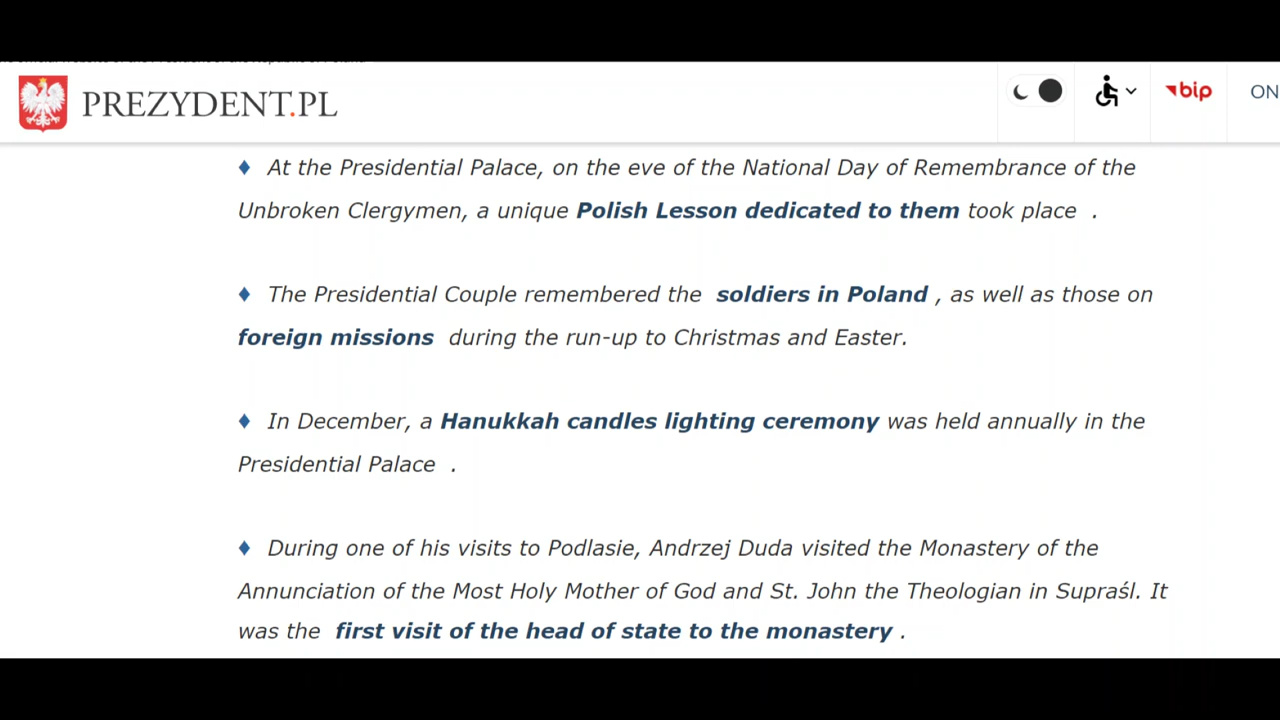 PREZYDENT.PL
bip
ON
♦ At the Presidential Palace, on the eve of the National Day of Remembrance of the
Unbroken Clergymen, a unique Polish Lesson dedicated to them took place .
♦ The Presidential Couple remembered the soldiers in Poland , as well as those on
foreign missions during the run-up to Christmas and Easter.
♦ In December, a Hanukkah candles lighting ceremony was held annually in the
Presidential Palace .
♦ During one of his visits to Podlasie, Andrzej Duda visited the Monastery of the
Annunciation of the Most Holy Mother of God and St. John the Theologian in Supraśl. It
was the first visit of the head of state to the monastery .